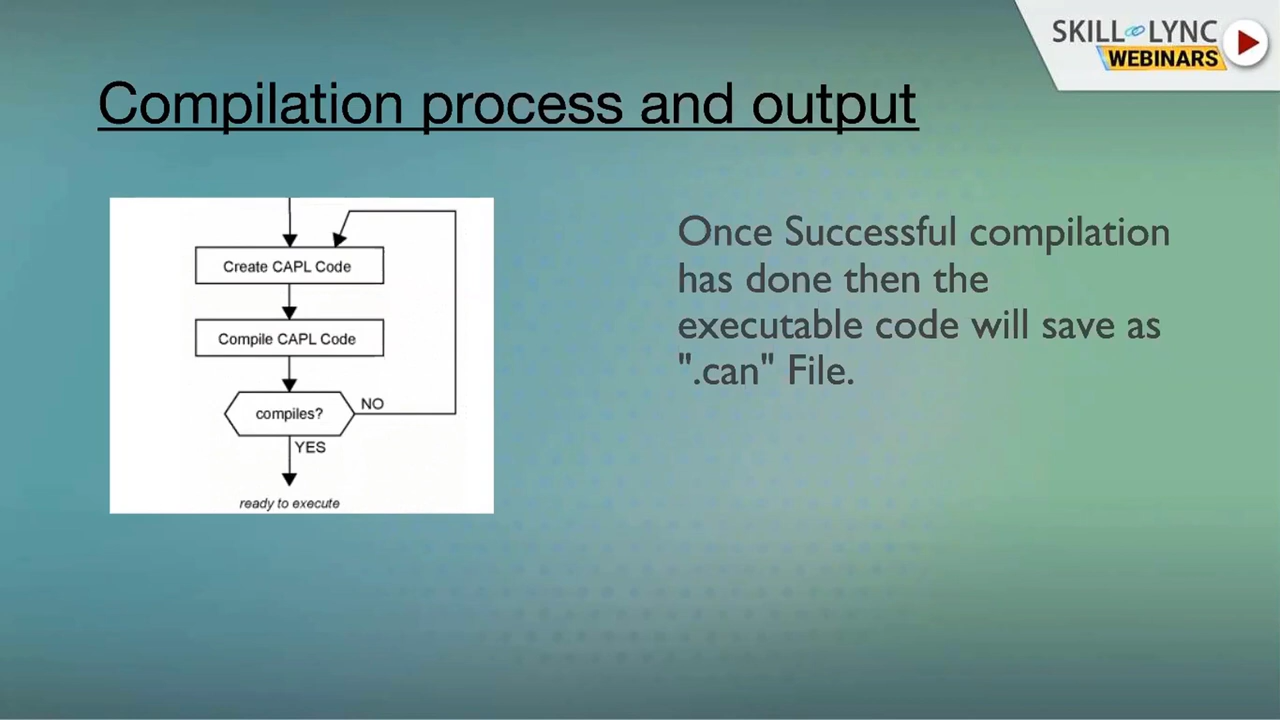 SKILL LYNC
WEBINARS
Compilation process and output
Create CAPL Code
Compile CAPL Code
compiles?
NO
YES
ready to execute
Once Successful compilation
has done then the
executable code will save as
".can" File.